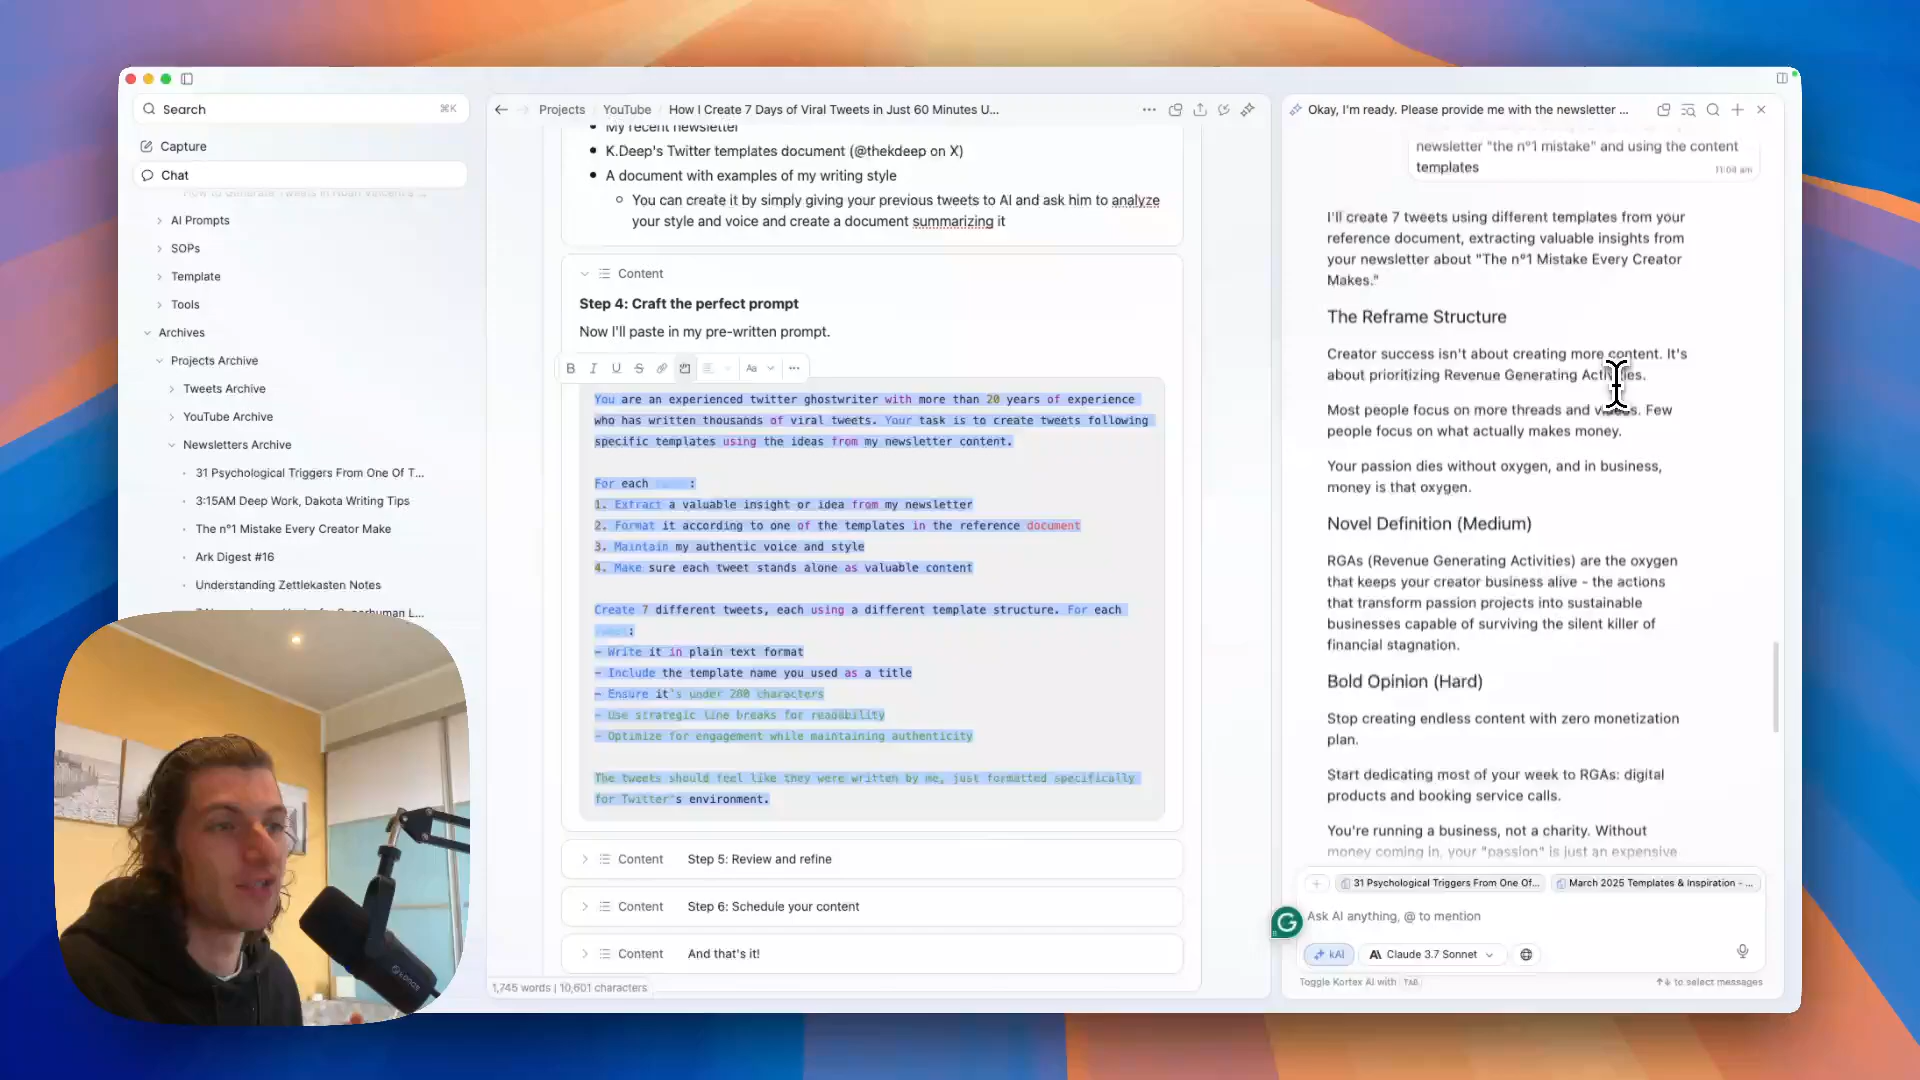 Search
⌘K
Capture
Chat
AI Prompts
SOPs
Template
Tools
Archives
Projects Archive
Tweets Archive
YouTube Archive
Newsletters Archive
31 Psychological Triggers From One Of T...
3:15AM Deep Work, Dakota Writing Tips
The n°1 Mistake Every Creator Make
Ark Digest #16
Understanding Zettlekasten Notes
Projects
YouTube
How I Create 7 Days of Viral Tweets in Just 60 Minutes U...
My recent newsletter
K.Deep's Twitter templates document (@thekdeep on X)
A document with examples of my writing style
You can create it by simply giving your previous tweets to AI and ask him to analyze
your style and voice and create a document summarizing it
Content
Step 4: Craft the perfect prompt
Now I'll paste in my pre-written prompt.
B I U S Aa
You are an experienced twitter ghostwriter with more than 20 years of experience
who has written thousands of viral tweets. Your task is to create tweets following
specific templates using the ideas from my newsletter content.
For each :
1. Extract a valuable insight or idea from my newsletter
2. Format it according to one of the templates in the reference document
3. Maintain my authentic voice and style
4. Make sure each tweet stands alone as valuable content
Create 7 different tweets, each using a different template structure. For each
:
- Write it in plain text format
- Include the template name you used as a title
- Ensure it's under 280 characters
- Use strategic line breaks for readability
- Optimize for engagement while maintaining authenticity
The tweets should feel like they were written by me, just formatted specifically
for Twitter's environment.
Content Step 5: Review and refine
Content Step 6: Schedule your content
Content And that's it!
1,745 words | 10,601 characters
Okay, I'm ready. Please provide me with the newsletter ...
newsletter "the n°1 mistake" and using the content
templates
11:04 am
I'll create 7 tweets using different templates from your
reference document, extracting valuable insights from
your newsletter about "The n°1 Mistake Every Creator
Makes."
The Reframe Structure
Creator success isn't about creating more content. It's
about prioritizing Revenue Generating Activities.
Most people focus on more threads and videos. Few
people focus on what actually makes money.
Your passion dies without oxygen, and in business,
money is that oxygen.
Novel Definition (Medium)
RGAs (Revenue Generating Activities) are the oxygen
that keeps your creator business alive - the actions
that transform passion projects into sustainable
businesses capable of surviving the silent killer of
financial stagnation.
Bold Opinion (Hard)
Stop creating endless content with zero monetization
plan.
Start dedicating most of your week to RGAs: digital
products and booking service calls.
You're running a business, not a charity. Without
money coming in, your "passion" is just an expensive
31 Psychological Triggers From One Of...
March 2025 Templates & Inspiration - ...
Ask AI anything, @ to mention
kAI
Claude 3.7 Sonnet
Toggle Kortex AI with TAB
↑↓ to select messages